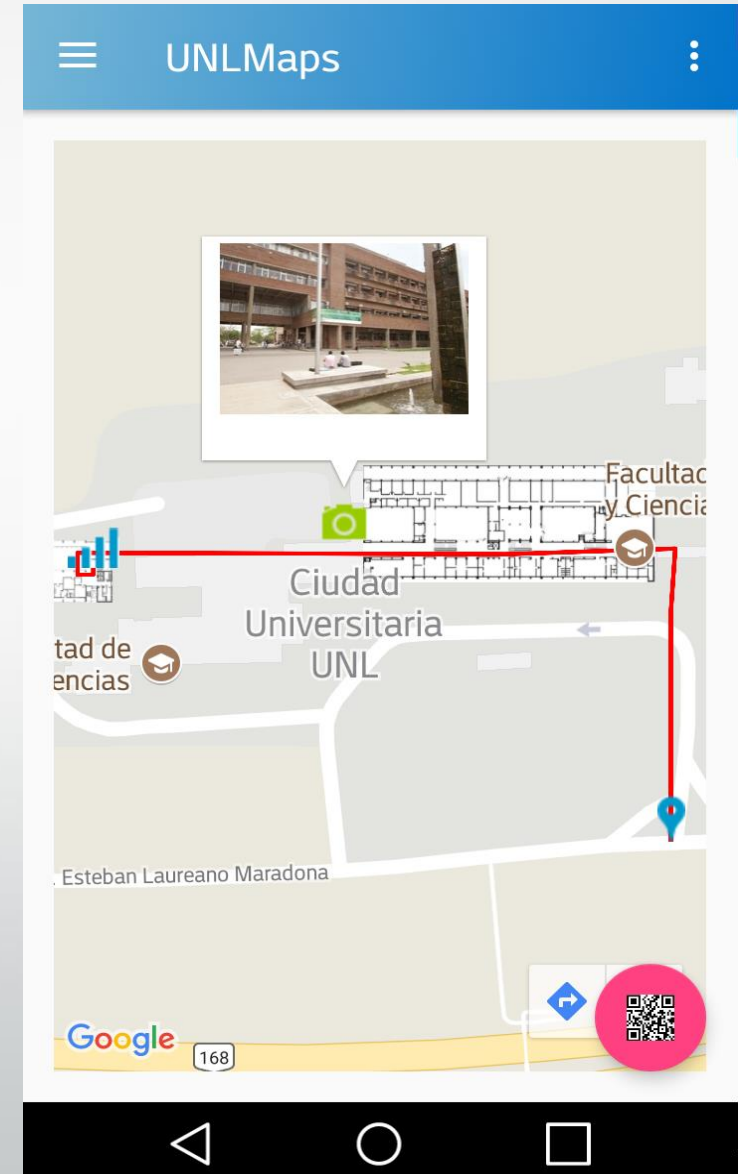 UNLMaps
Facultad
y Ciencia
Ciudad
Universitaria
UNL
tad de
encias
. Esteban Laureano Maradona
Google
168